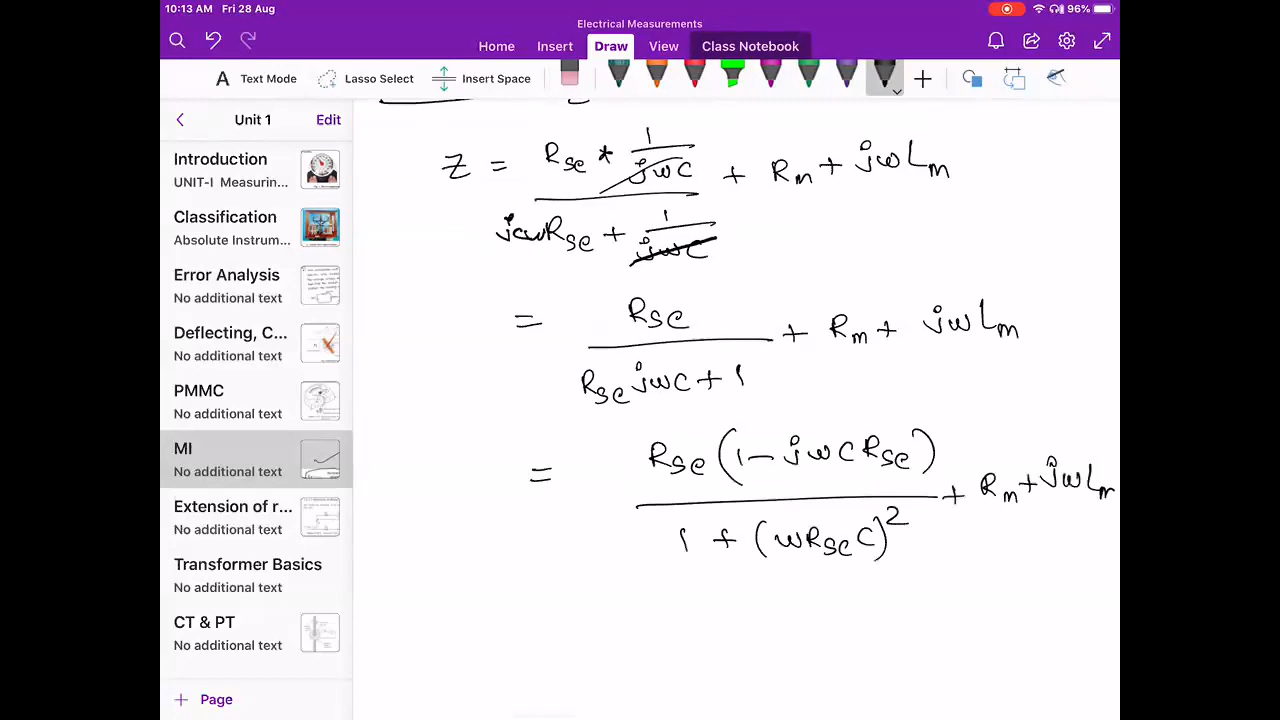 10:13 AM Fri 28 Aug
96%
Electrical Measurements
Home Insert Draw View Class Notebook
Text Mode Lasso Select Insert Space
Unit 1 Edit
Introduction
UNIT-I Measurin...
Classification
Absolute Instrum...
Error Analysis
No additional text
Deflecting, C...
No additional text
PMMC
No additional text
MI
No additional text
Extension of r...
No additional text
Transformer Basics
No additional text
CT & PT
No additional text
+ Page
Z = Rse * 1/jωC + Rm + jωLm
jcωRse + 1/jωC
= Rse + Rm + jωLm
Rse jωC + 1
= Rse (1 - jωCRse) + Rm + jωLm
1 + (ωRseC)²